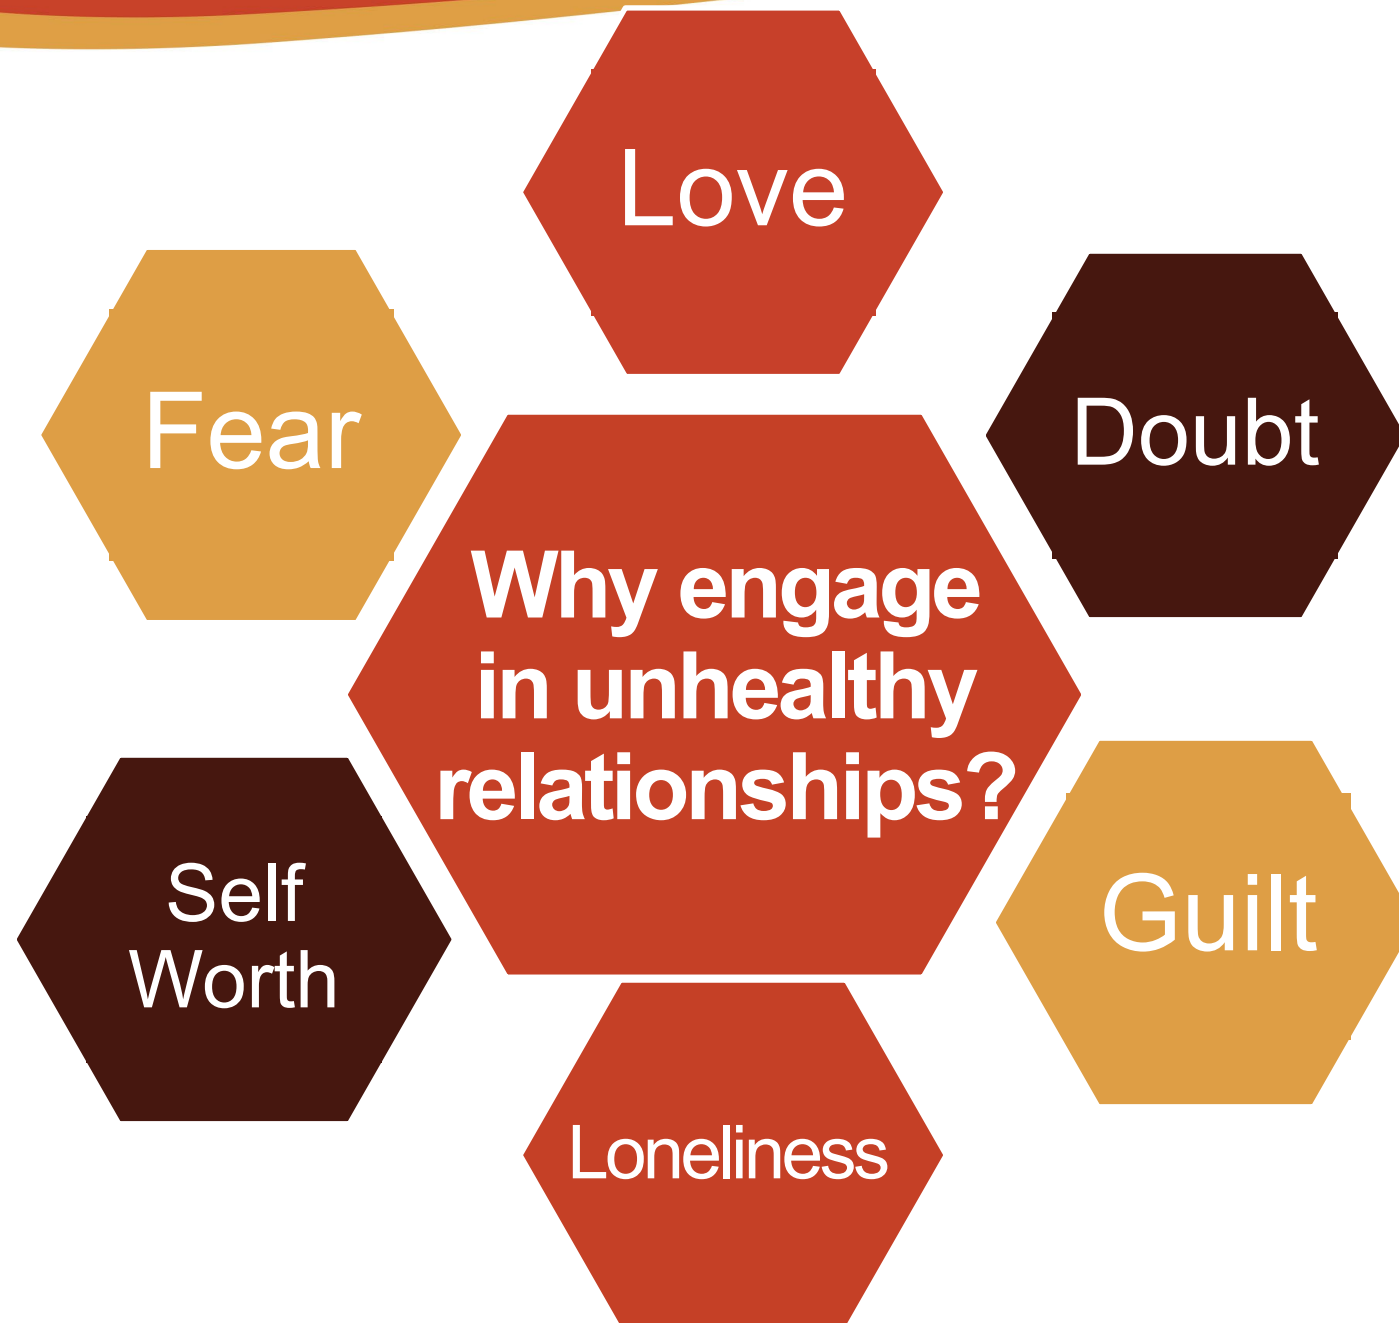 Love
Fear
Doubt
Why engage
in unhealthy
relationships?
Self
Worth
Guilt
Loneliness